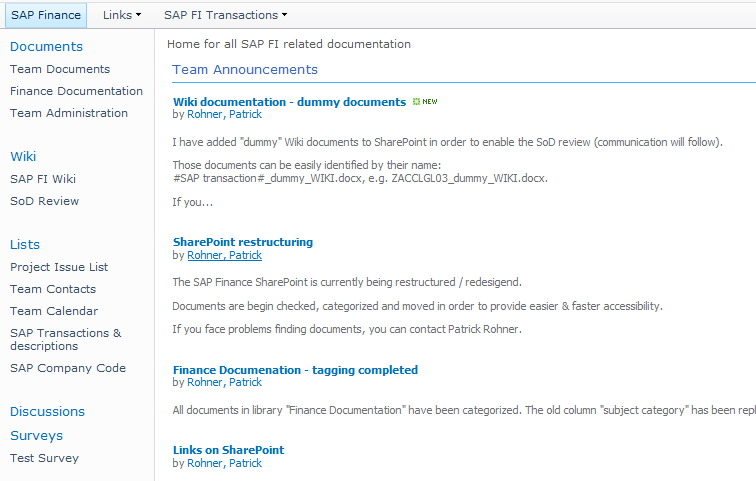 SAP Finance Links SAP FI Transactions
Documents
Team Documents
Finance Documentation
Team Administration
Wiki
SAP FI Wiki
SoD Review
Lists
Project Issue List
Team Contacts
Team Calendar
SAP Transactions &
descriptions
SAP Company Code
Discussions
Surveys
Test Survey
Home for all SAP FI related documentation
Team Announcements
Wiki documentation - dummy documents NEW
by Rohner, Patrick
I have added "dummy" Wiki documents to SharePoint in order to enable the SoD review (communication will follow).
Those documents can be easily identified by their name:
#SAP transaction#_dummy_WIKI.docx, e.g. ZACCLGL03_dummy_WIKI.docx.
If you...
SharePoint restructuring
by Rohner, Patrick
The SAP Finance SharePoint is currently being restructured / redesigend.
Documents are begin checked, categorized and moved in order to provide easier & faster accessibility.
If you face problems finding documents, you can contact Patrick Rohner.
Finance Documenation - tagging completed
by Rohner, Patrick
All documents in library "Finance Documentation" have been categorized. The old column "subject category" has been repl
Links on SharePoint
by Rohner, Patrick